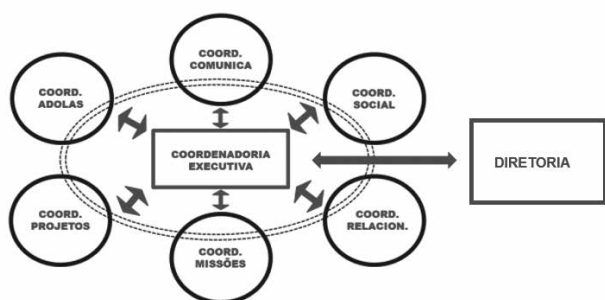 COORD.
COMUNICA
COORD.
ADOLAS
COORD.
SOCIAL
COORDENADORIA
EXECUTIVA
DIRETORIA
COORD.
PROJETOS
COORD.
RELACION.
COORD.
MISSÕES